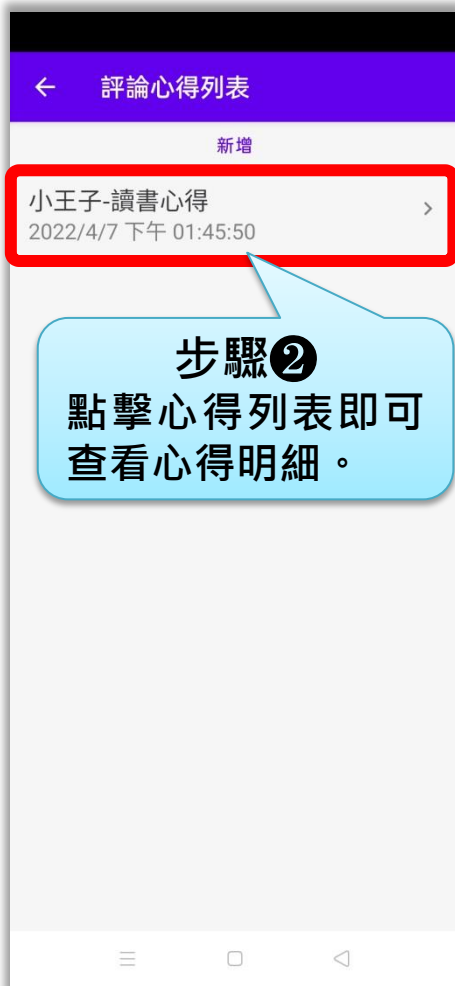 評論心得列表
新增
小王子-讀書心得
2022/4/7 下午 01:45:50
步驟❷
點擊心得列表即可
查看心得明細。